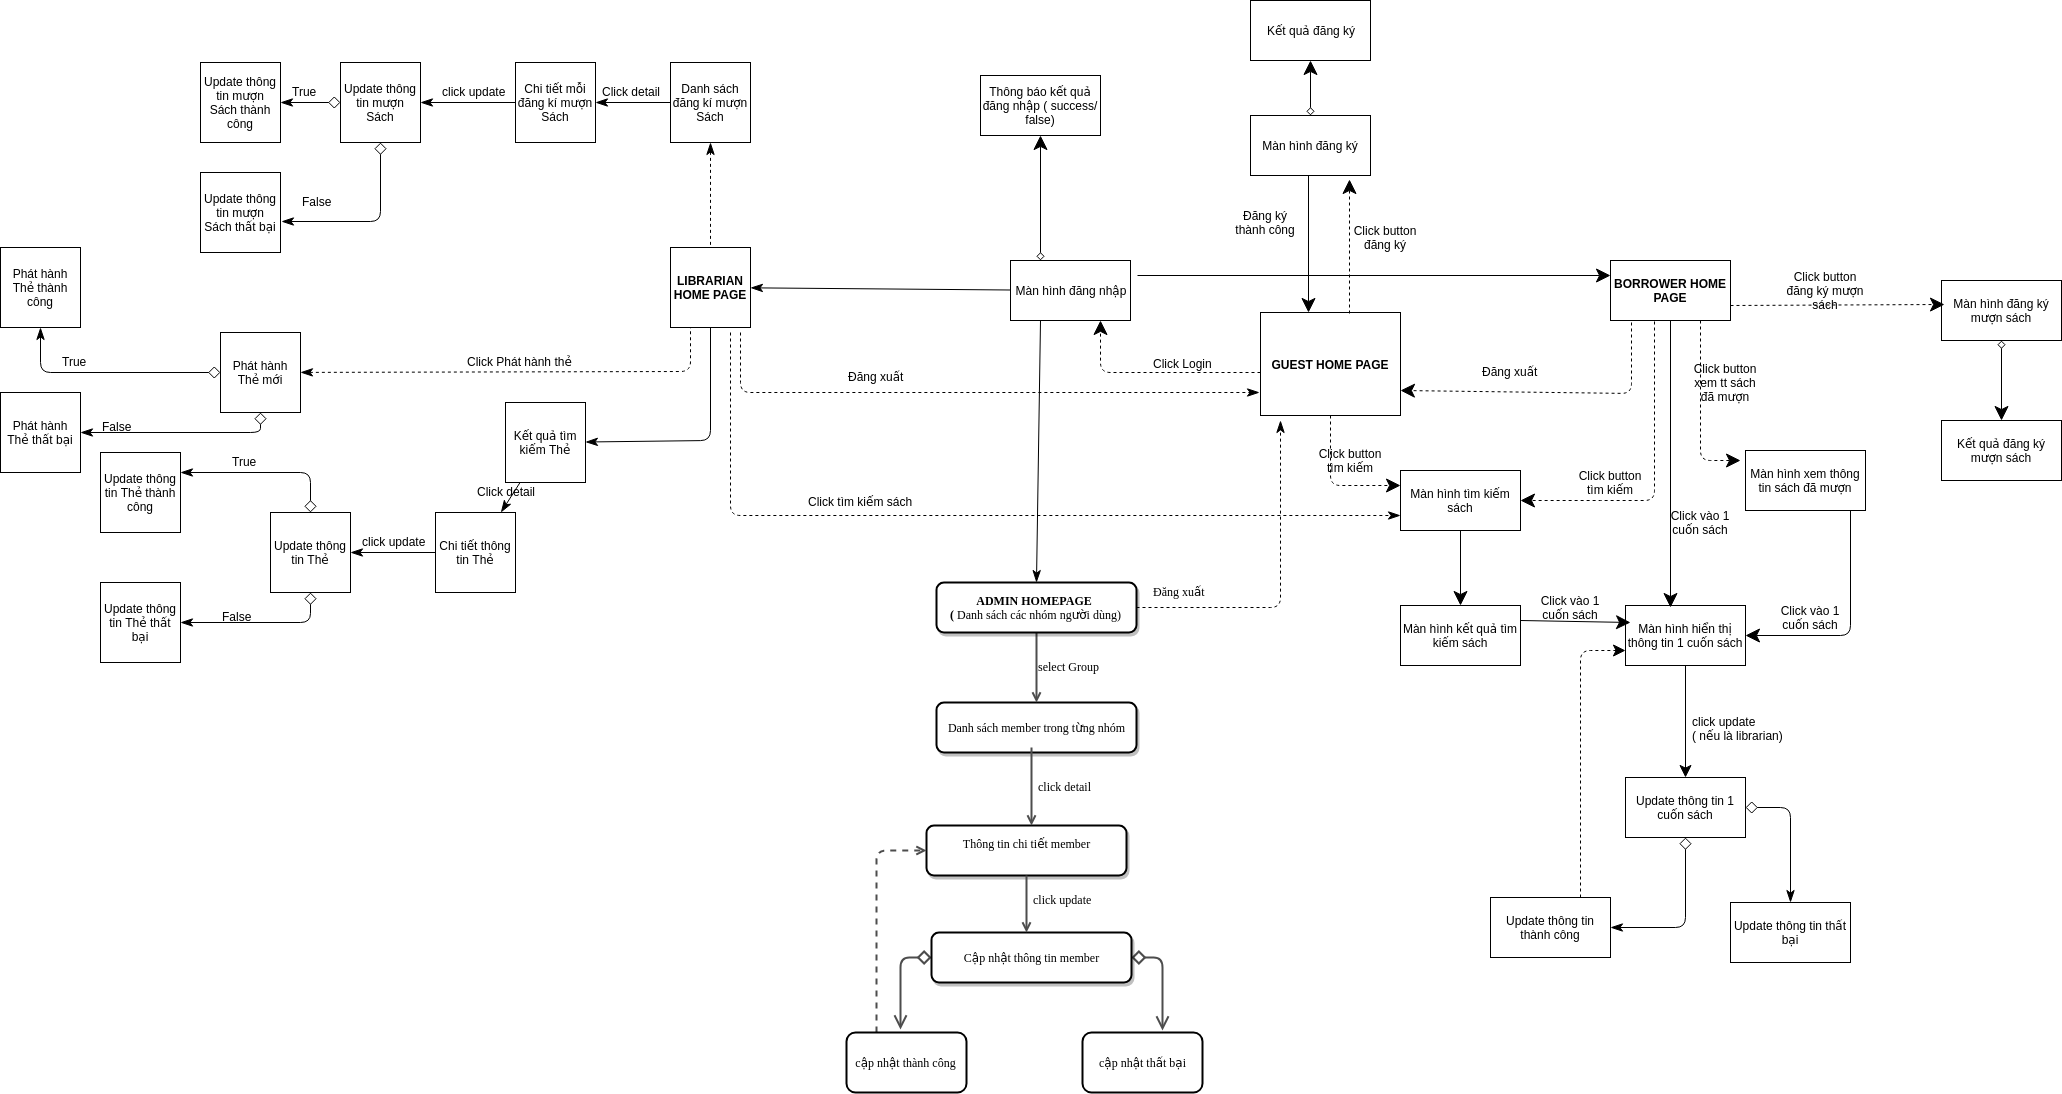 Kết quả đăng ký
Update thông
tin mượn
Sách thành
công
True
Update thông
tin mượn
Sách
click update
Chi tiết mỗi
đăng kí mượn
Sách
Click detail
Danh sách
đăng kí mượn
Sách
Thông báo kết quả
đăng nhập ( success/
false)
Màn hình đăng ký
Update thông
tin mượn
Sách thất bại
False
Đăng ký
thành công
Click button
đăng ký
Phát hành
Thẻ thành
công
LIBRARIAN
HOME PAGE
Màn hình đăng nhập
BORROWER HOME
PAGE
Click button
đăng ký mượn
sách
Màn hình đăng ký
mượn sách
True
Phát hành
Thẻ mới
Click Phát hành thẻ
Đăng xuất
Click Login
GUEST HOME PAGE
Đăng xuất
Click button
xem tt sách
đã mượn
Phát hành
Thẻ thất bại
False
Kết quả tìm
kiếm Thẻ
Kết quả đăng ký
mượn sách
Update thông
tin Thẻ thành
công
True
Click detail
Click tìm kiếm sách
Click button
tìm kiếm
Màn hình tìm kiếm
sách
Click button
tìm kiếm
Màn hình xem thông
tin sách đã mượn
Click vào 1
cuốn sách
Update thông
tin Thẻ
click update
Chi tiết thông
tin Thẻ
Update thông
tin Thẻ thất
bại
False
ADMIN HOMEPAGE
( Danh sách các nhóm người dùng)
Đăng xuất
Màn hình kết quả tìm
kiếm sách
Click vào 1
cuốn sách
Màn hình hiển thị
thông tin 1 cuốn sách
Click vào 1
cuốn sách
select Group
Danh sách member trong từng nhóm
click update
( nếu là librarian)
click detail
Update thông tin 1
cuốn sách
Thông tin chi tiết member
click update
Update thông tin
thành công
Update thông tin thất
bại
Cập nhật thông tin member
cập nhật thành công
cập nhật thất bại